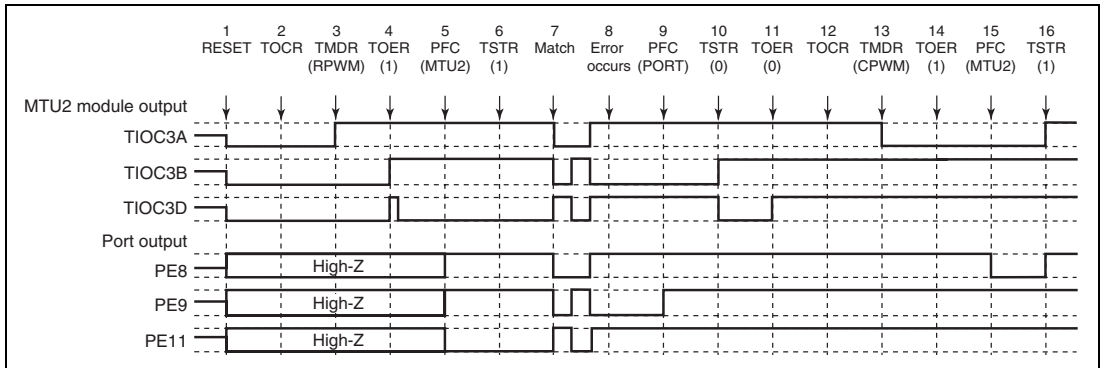 1 2 3 4 5 6 7 8 9 10 11 12 13 14 15 16
RESET TOCR TMDR TOER PFC TSTR Match Error PFC TSTR TOER TOCR TMDR TOER PFC TSTR
(RPWM) (1) (MTU2) (1) occurs (PORT) (0) (0) (CPWM) (1) (MTU2) (1)
MTU2 module output
TIOC3A
TIOC3B
TIOC3D
Port output
PE8 High-Z
PE9 High-Z
PE11 High-Z